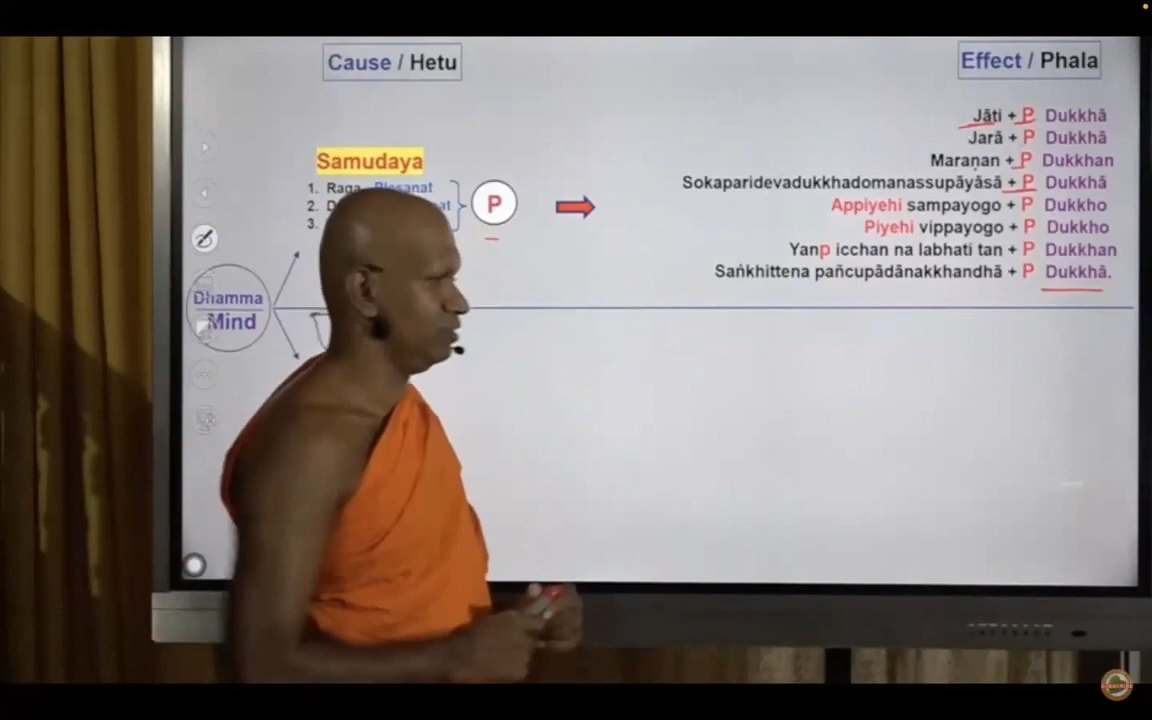 Cause / Hetu
Effect / Phala
Jāti + P Dukkhā
Jarā + P Dukkhā
Maraṇan + P Dukkhan
Samudaya
Sokaparidevadukkhadomanassupāyāsā + P Dukkhā
1. Raga
2.
3.
P
Appiyehi sampayogo + P Dukkho
Piyehi vippayogo + P Dukkho
Yanp icchan na labhati tan + P Dukkhan
Saṅkhittena pañcupādānakkhandhā + P Dukkhā.
Dhamma
Mind